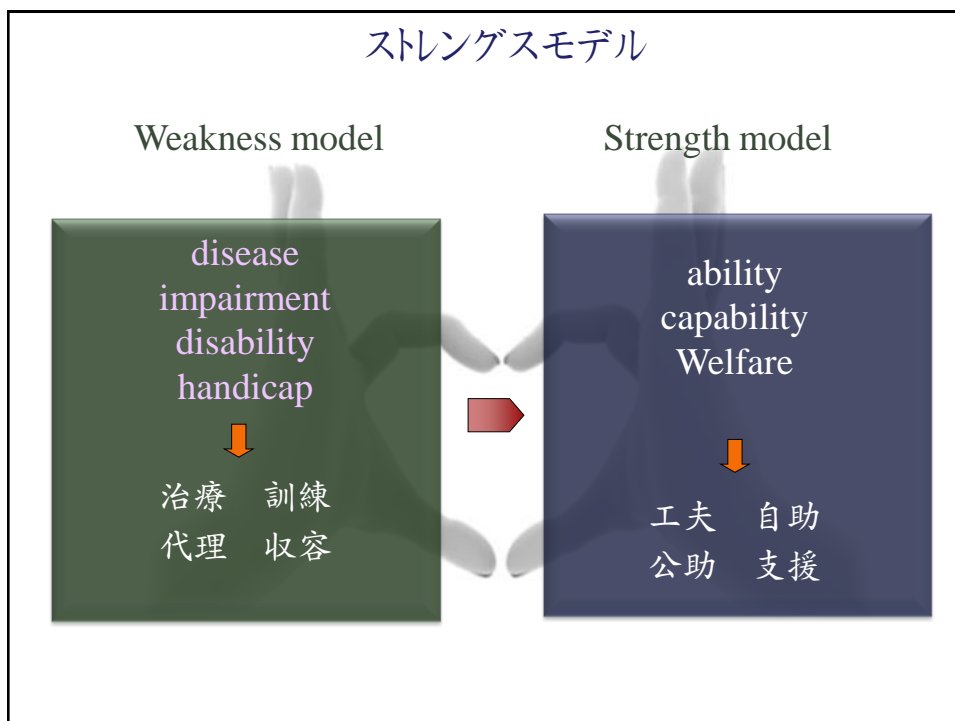 ストレングスモデル
Weakness model
disease
impairment
disability
handicap
治療　訓練
代理　収容
Strength model
ability
capability
Welfare
工夫　自助
公助　支援